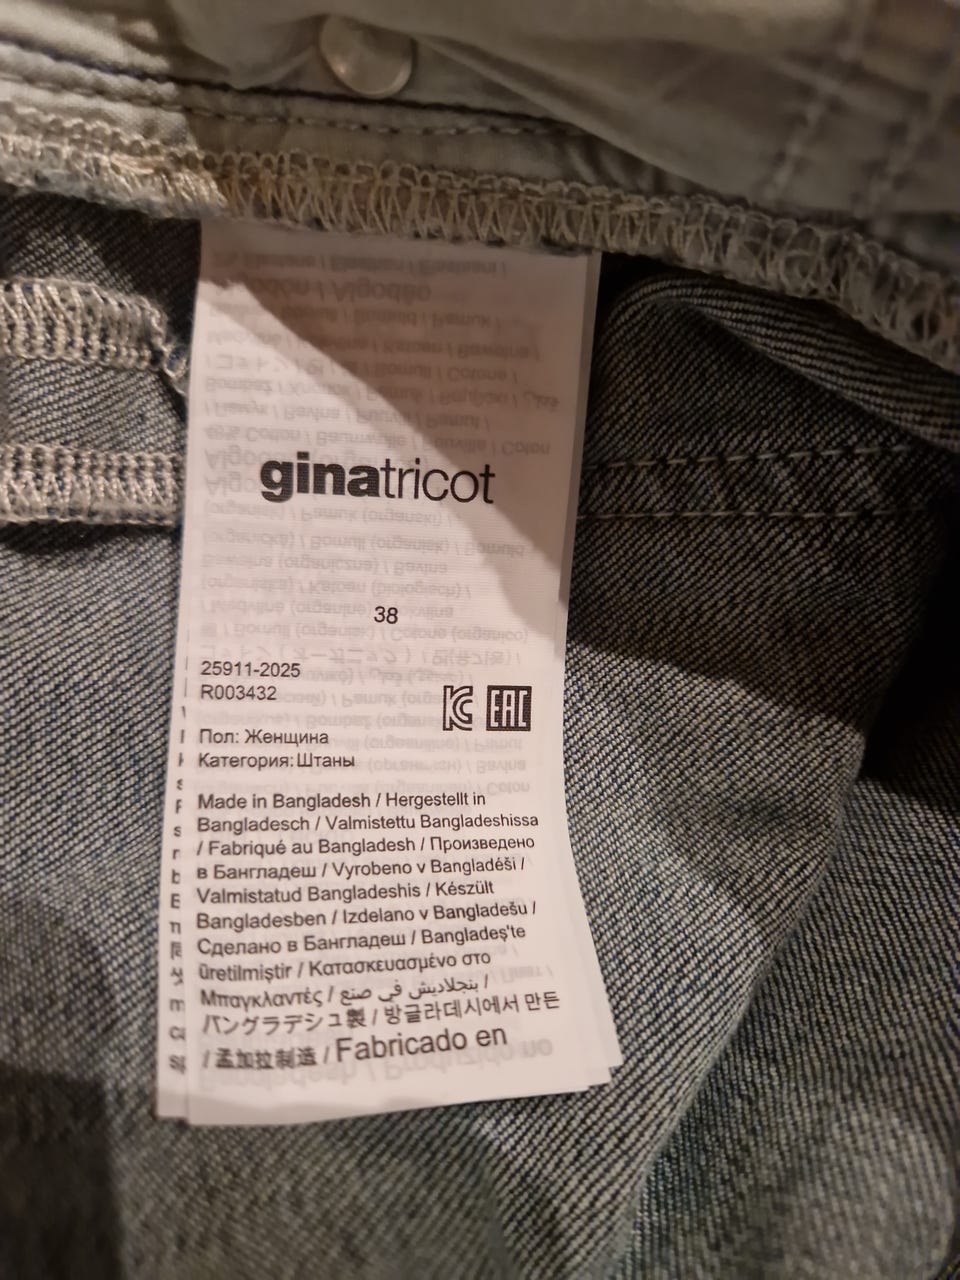 ginatricot
38
25911-2025
R003432
Пол: Женщина
Категория: Штаны
Made in Bangladesh / Hergestellt in
Bangladesch / Valmistettu Bangladeshissa
/ Fabriqué au Bangladesh / Произведено
в Бангладеш / Vyrobeno v Bangladéši /
Valmistatud Bangladeshis / Készült
Bangladesben / Izdelano v Bangladešu /
Сделано в Бангладеш / Bangladeş'te
üretilmiştir / Κατασκευασμένο στο
Μπαγκλαντές / بنجلاديش في صنع /
バングラデシュ製 / 방글라데시에서 만든
/ 孟加拉制造 / Fabricado en